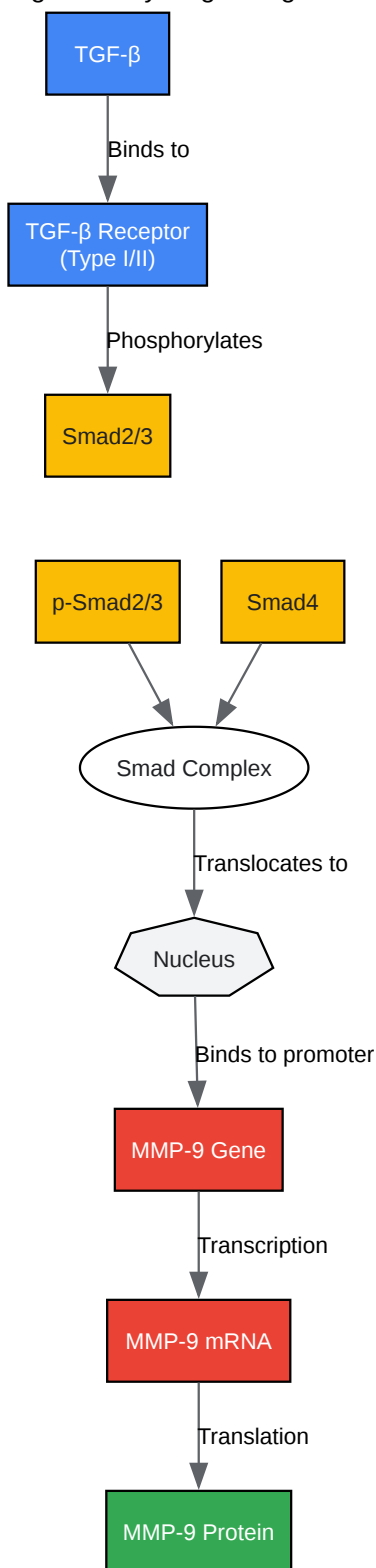 TGF-β
Binds to
TGF-β Receptor
(Type I/II)
Phosphorylates
Smad2/3
p-Smad2/3 Smad4
Smad Complex
Translocates to
Nucleus
Binds to promoter
MMP-9 Gene
Transcription
MMP-9 mRNA
Translation
MMP-9 Protein